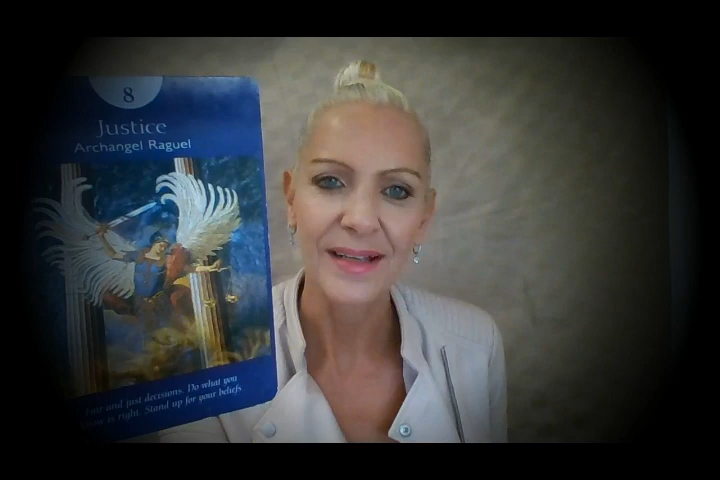 8
Justice
Archangel Raguel
Fair and just decisions. Do what you
know is right. Stand up for your beliefs.